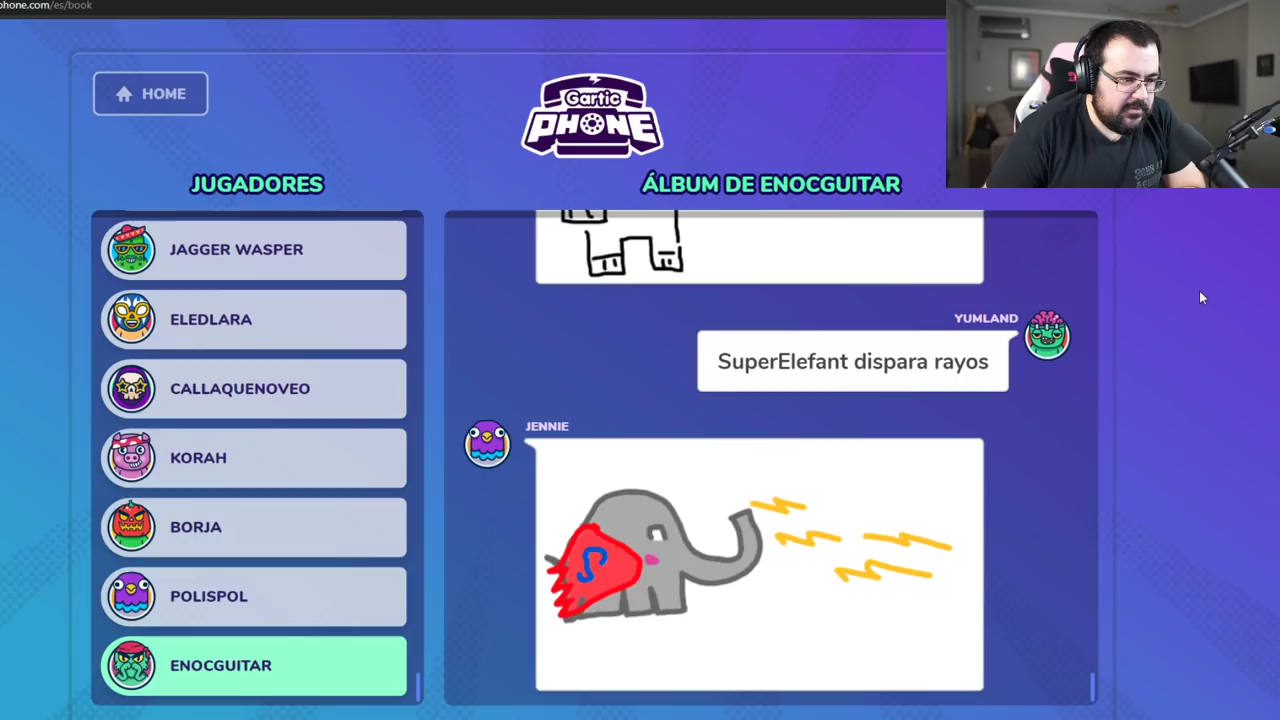 phone.com/es/book
HOME
Gartic
PHONE
JUGADORES
ÁLBUM DE ENOCGUITAR
JAGGER WASPER
ELEDLARA
CALLAQUENOVEO
KORAH
BORJA
POLISPOL
ENOCGUITAR
YUMLAND
SuperElefant dispara rayos
JENNIE
S